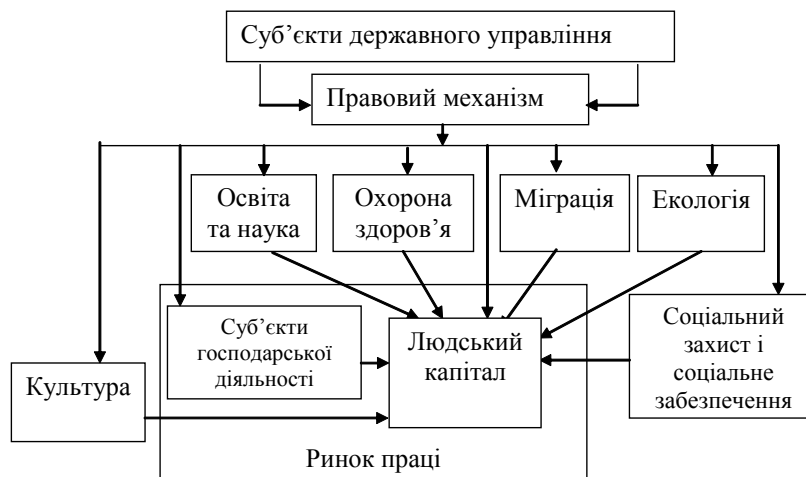 Суб’єкти державного управління
Правовий механізм
Освіта
та наука
Охорона
здоров’я
Міграція
Екологія
Суб’єкти
господарської
діяльності
Людський
капітал
Соціальний
захист і
соціальне
забезпечення
Культура
Ринок праці